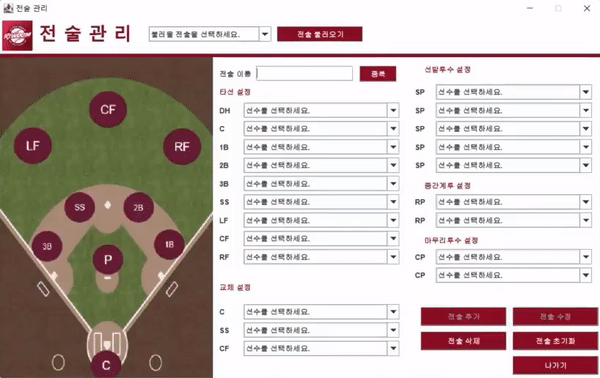 전술 관리
전술 관리
불러올 전술을 선택하세요.
전술 불러오기
전술 이름
등록
타선 설정
DH 선수를 선택하세요.
C 선수를 선택하세요.
1B 선수를 선택하세요.
2B 선수를 선택하세요.
3B 선수를 선택하세요.
SS 선수를 선택하세요.
LF 선수를 선택하세요.
CF 선수를 선택하세요.
RF 선수를 선택하세요.
교체 설정
C 선수를 선택하세요.
SS 선수를 선택하세요.
CF 선수를 선택하세요.
선발투수 설정
SP 선수를 선택하세요.
SP 선수를 선택하세요.
SP 선수를 선택하세요.
SP 선수를 선택하세요.
SP 선수를 선택하세요.
중간계투 설정
RP 선수를 선택하세요.
RP 선수를 선택하세요.
마무리투수 설정
CP 선수를 선택하세요.
CP 선수를 선택하세요.
전술 추가
전술 수정
전술 삭제
전술 초기화
나가기
CF
LF
RF
SS
2B
3B
1B
P
C